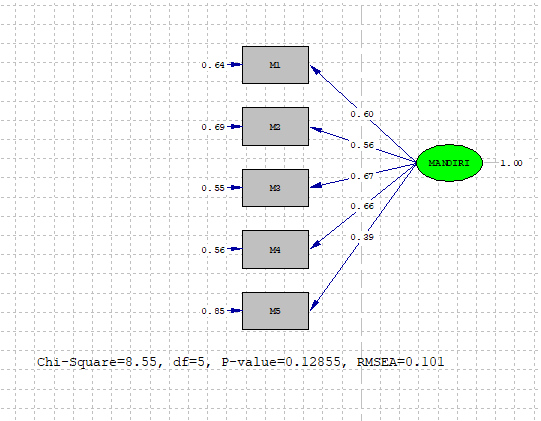 0.64 M1
0.60
0.69 M2
0.56
MANDIRI 1.00
0.67
0.55 M3
0.66
0.39
0.56 M4
0.85 M5
Chi-Square=8.55, df=5, P-value=0.12855, RMSEA=0.101